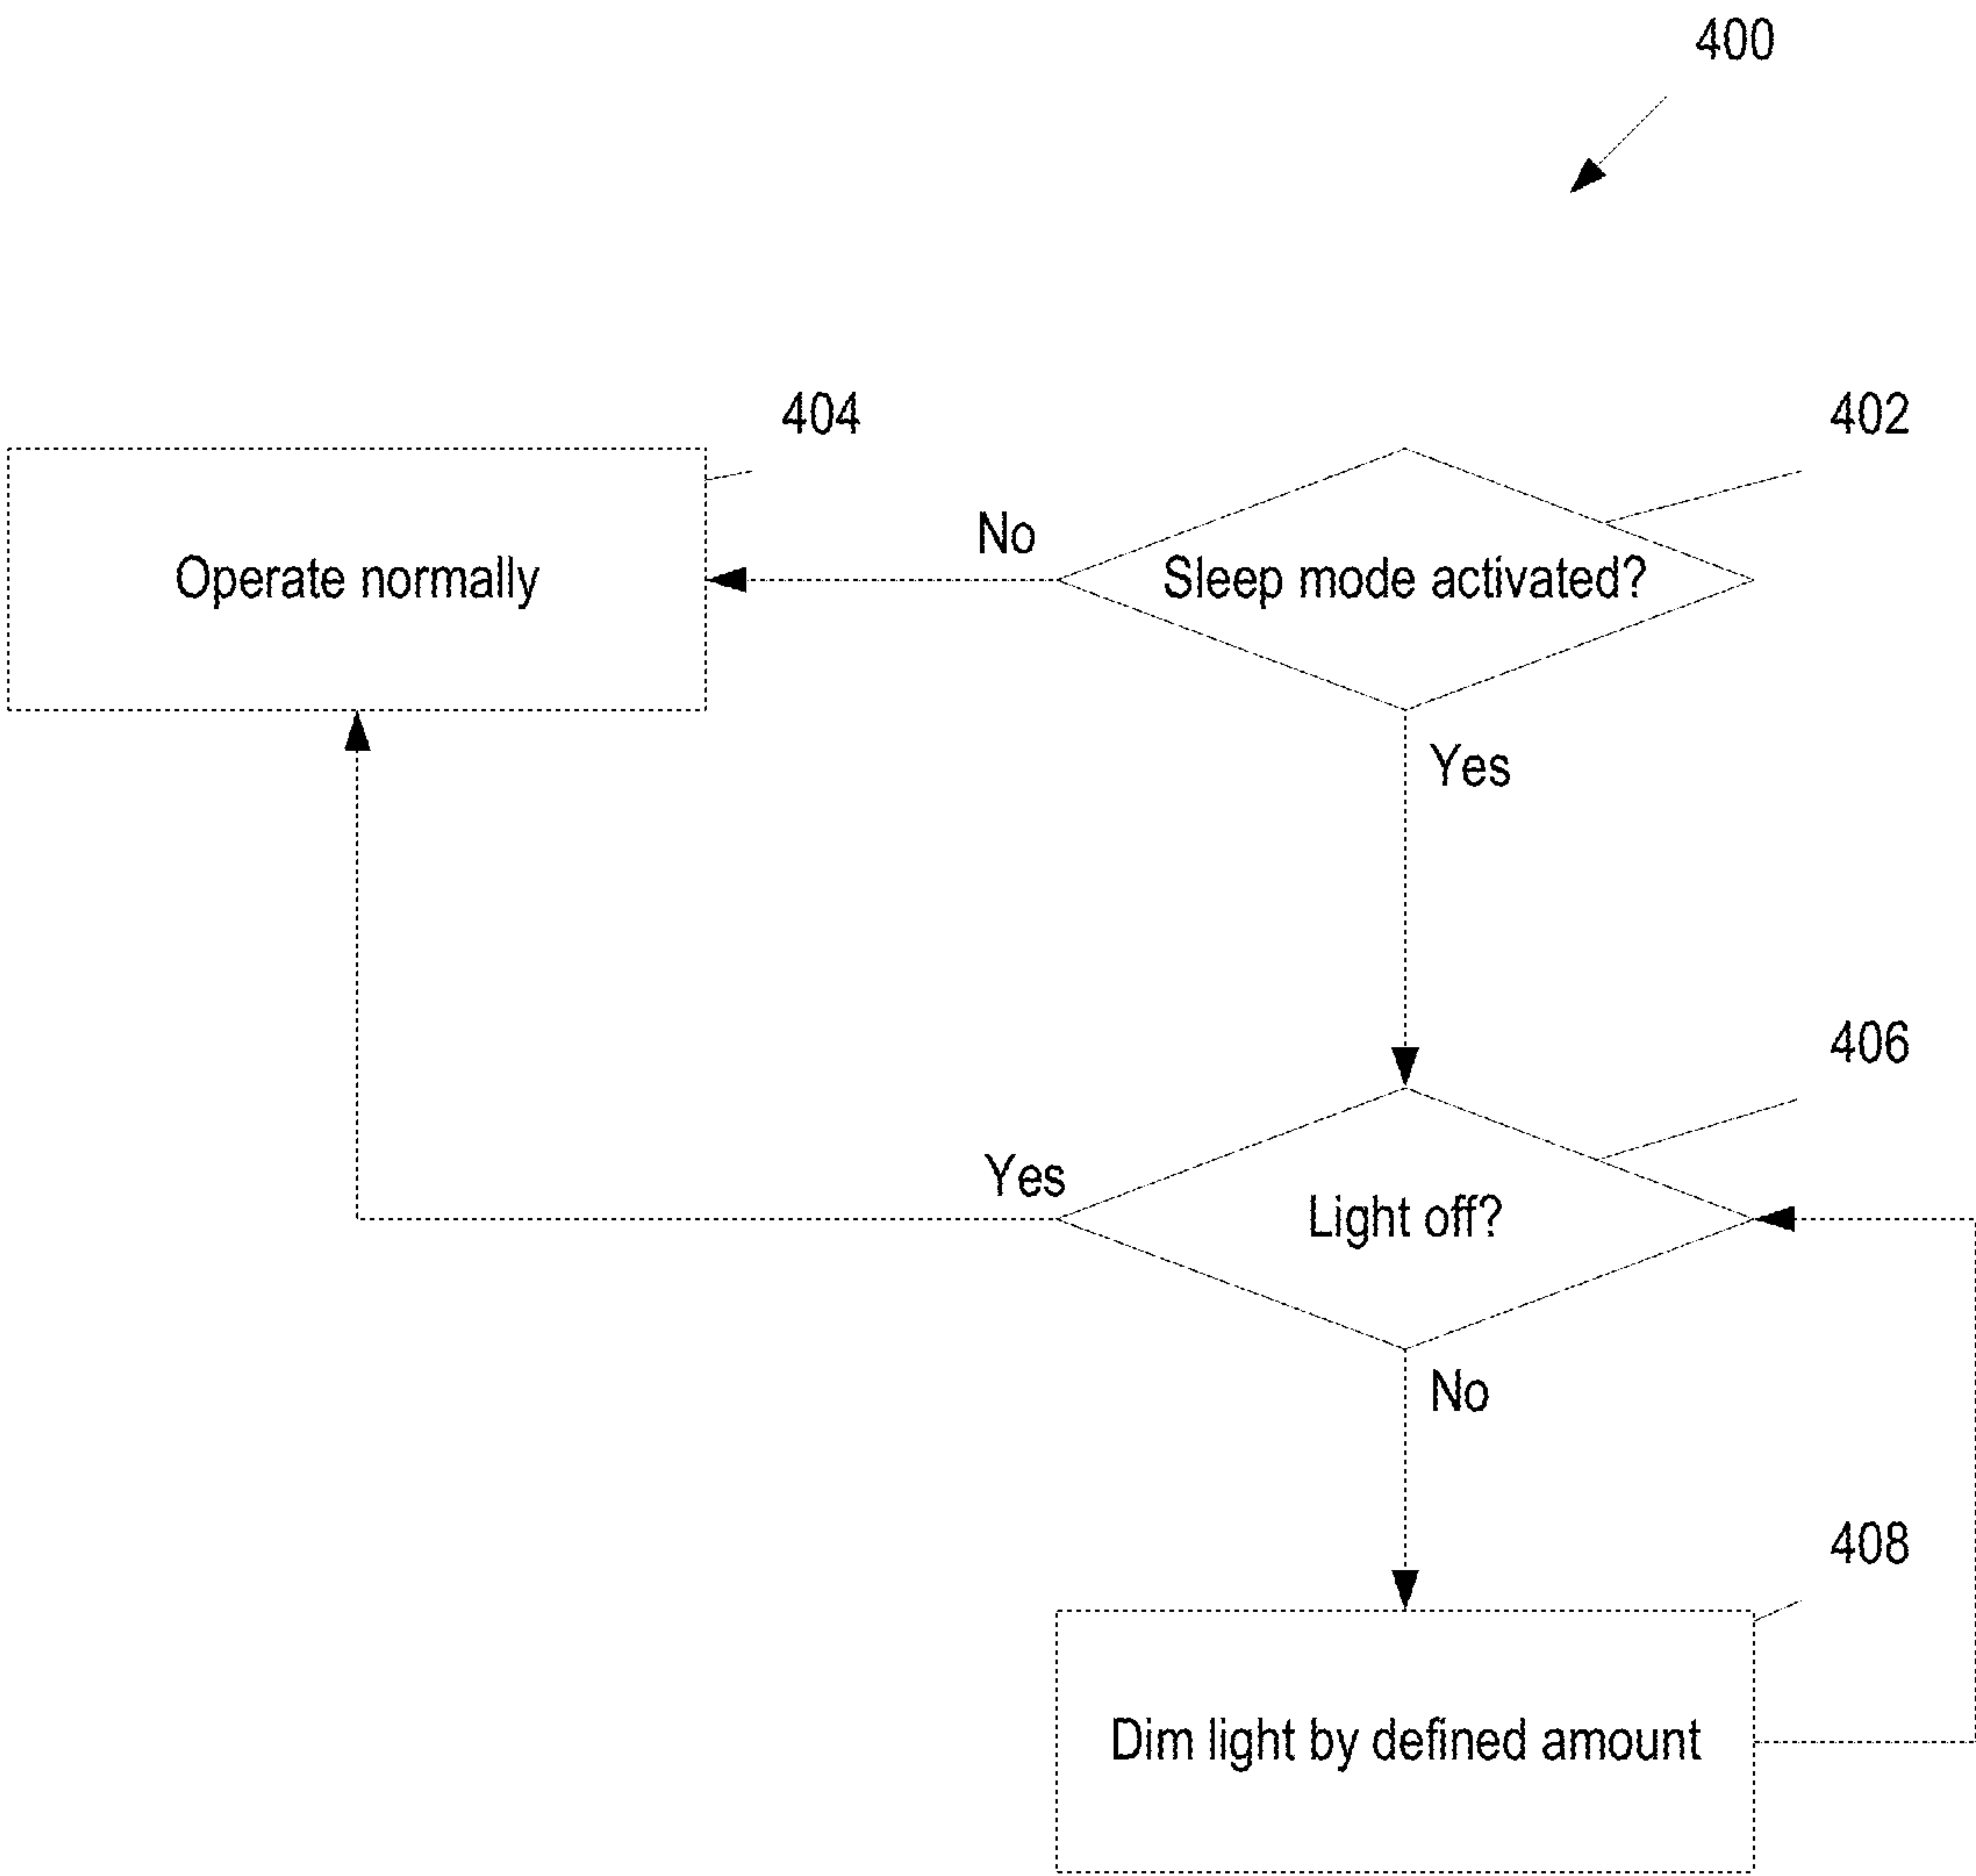 400
404
402
No
Operate normally
Sleep mode activated?
Yes
406
Yes
Light off?
No
408
Dim light by defined amount